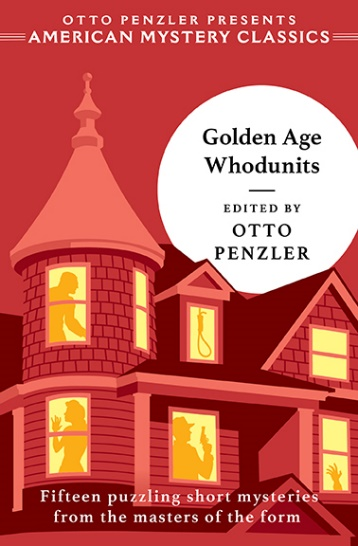 OTTO PENZLER PRESENTS
AMERICAN MYSTERY CLASSICS
Golden Age
Whodunits
EDITED BY
OTTO
PENZLER
Fifteen puzzling short mysteries
from the masters of the form